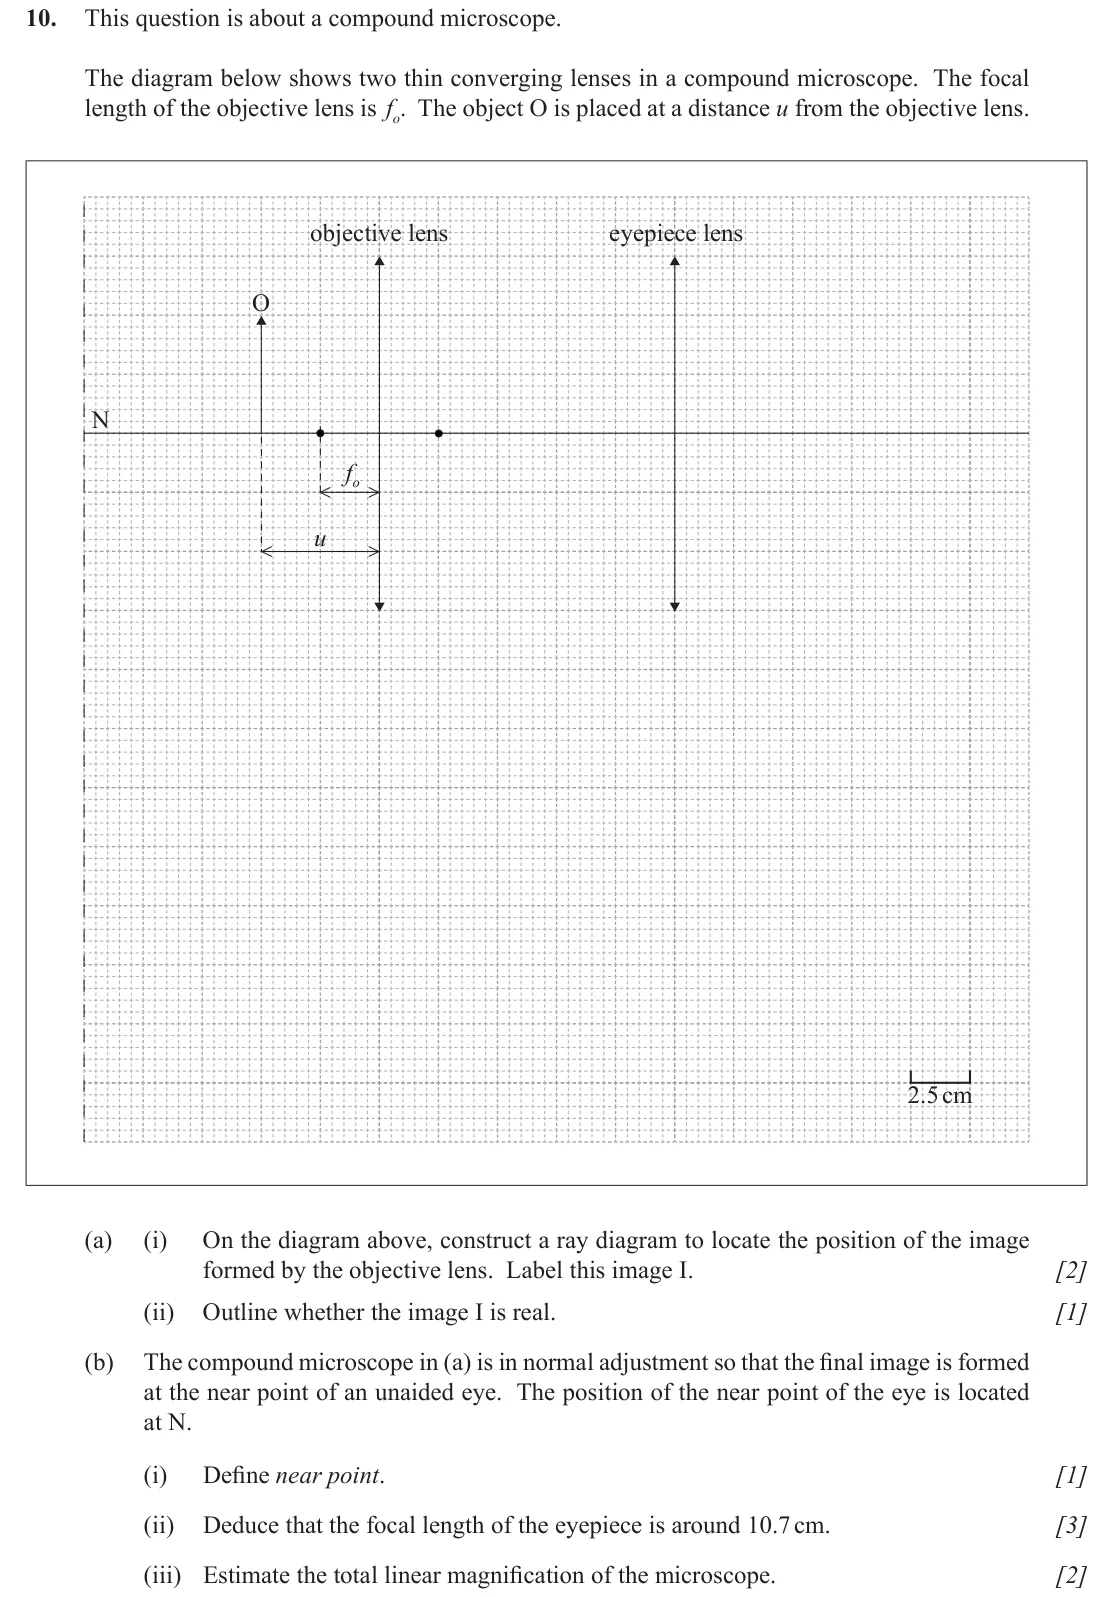 10. This question is about a compound microscope.
The diagram below shows two thin converging lenses in a compound microscope. The focal
length of the objective lens is fₒ. The object O is placed at a distance u from the objective lens.
objective lens
eyepiece lens
O
N
fₒ
u
2.5 cm
(a) (i) On the diagram above, construct a ray diagram to locate the position of the image
formed by the objective lens. Label this image I. [2]
(ii) Outline whether the image I is real. [1]
(b) The compound microscope in (a) is in normal adjustment so that the final image is formed
at the near point of an unaided eye. The position of the near point of the eye is located
at N.
(i) Define near point. [1]
(ii) Deduce that the focal length of the eyepiece is around 10.7 cm. [3]
(iii) Estimate the total linear magnification of the microscope. [2]